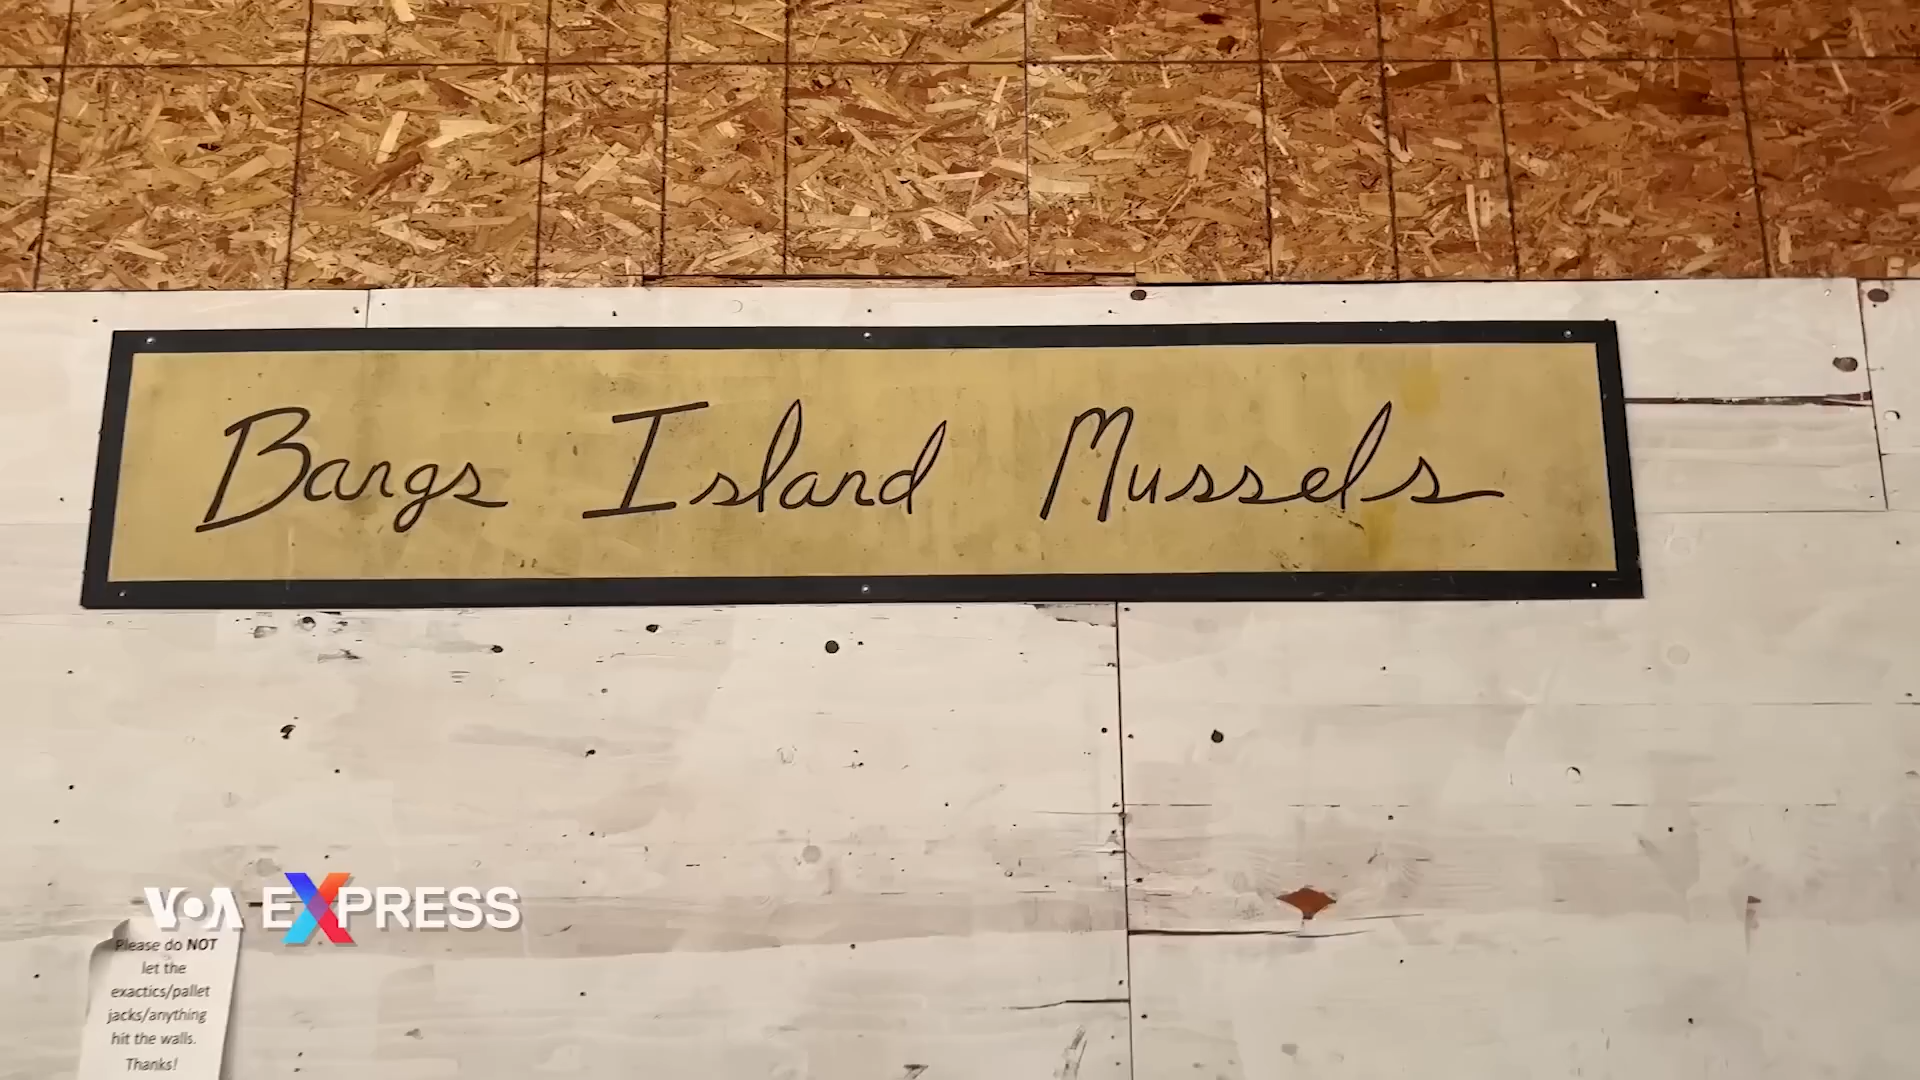 Bangs Island Mussels
VOA EXPRESS
Please do NOT
let the
exactics/pallet
jacks/anything
hit the walls.
Thanks!